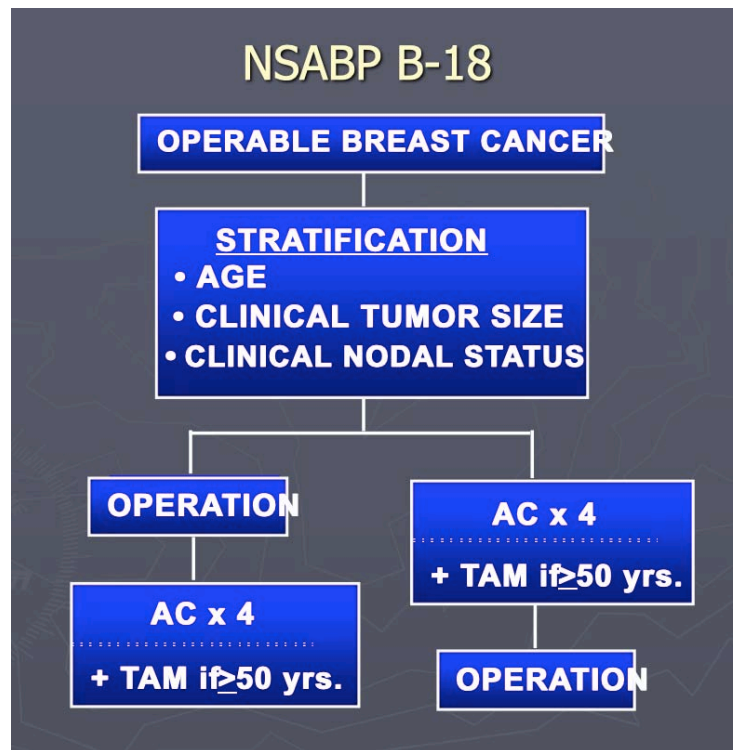 NSABP B-18
OPERABLE BREAST CANCER
STRATIFICATION
• AGE
• CLINICAL TUMOR SIZE
• CLINICAL NODAL STATUS
OPERATION
AC x 4
+ TAM if≥50 yrs.
AC x 4
+ TAM if≥50 yrs.
OPERATION